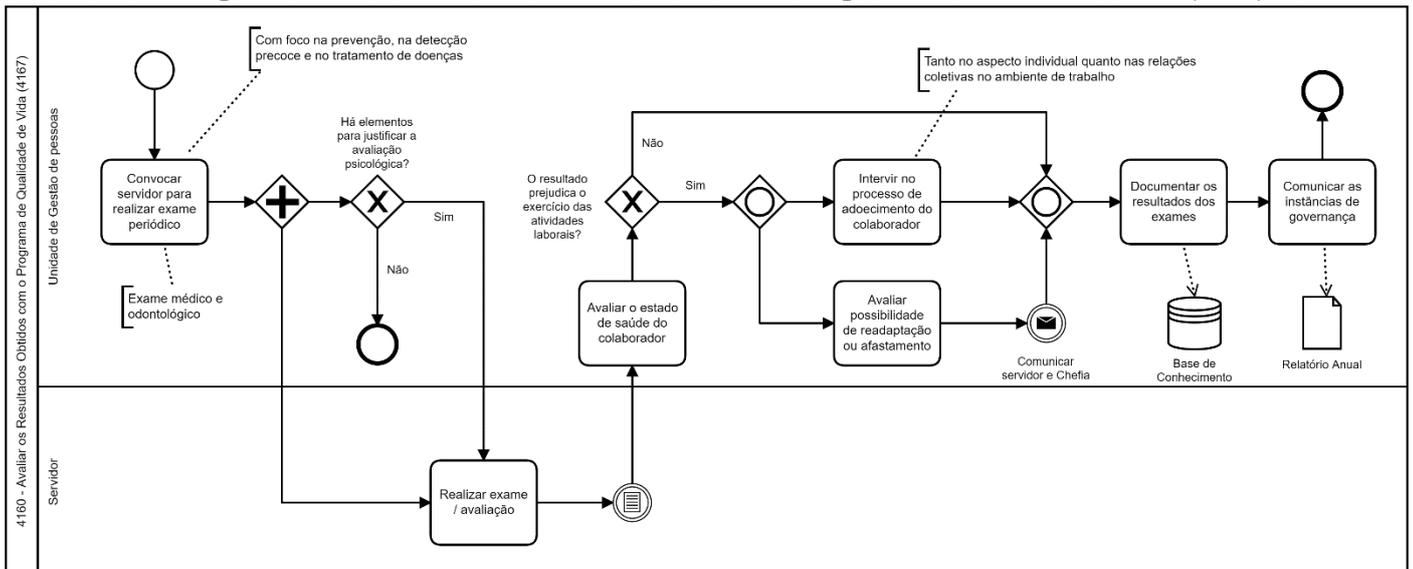 4160 - Avaliar os Resultados Obtidos com o Programa de Qualidade de Vida (4167)
Unidade de Gestão de pessoas
Com foco na prevenção, na detecção
precoce e no tratamento de doenças
Convocar
servidor para
realizar exame
periódico
Exame médico e
odontológico
Há elementos
para justificar a
avaliação
psicológica?
X
Sim
Não
O resultado
prejudica o
exercício das
atividades
laborais?
X
Não
Sim
Avaliar o estado
de saúde do
colaborador
Tanto no aspecto individual quanto nas relações
coletivas no ambiente de trabalho
Intervir no
processo de
adoecimento do
colaborador
Avaliar
possibilidade
de readaptação
ou afastamento
Comunicar
servidor e Chefia
Documentar os
resultados dos
exames
Base de
Conhecimento
Comunicar as
instâncias de
governança
Relatório Anual
Servidor
Realizar exame
/ avaliação